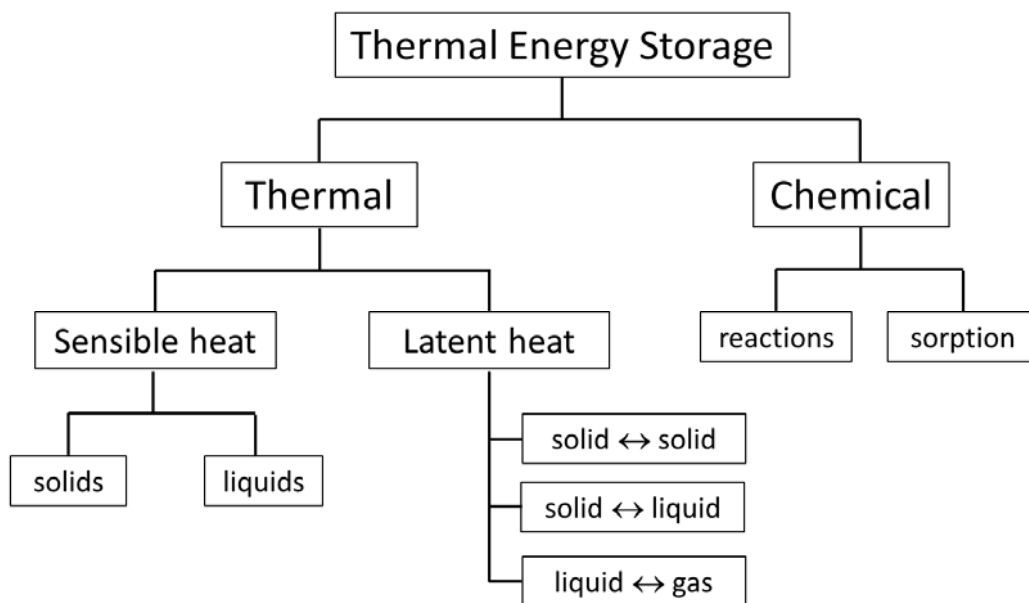 Thermal Energy Storage
Thermal
Chemical
Sensible heat
Latent heat
reactions
sorption
solids
liquids
solid ↔ solid
solid ↔ liquid
liquid ↔ gas